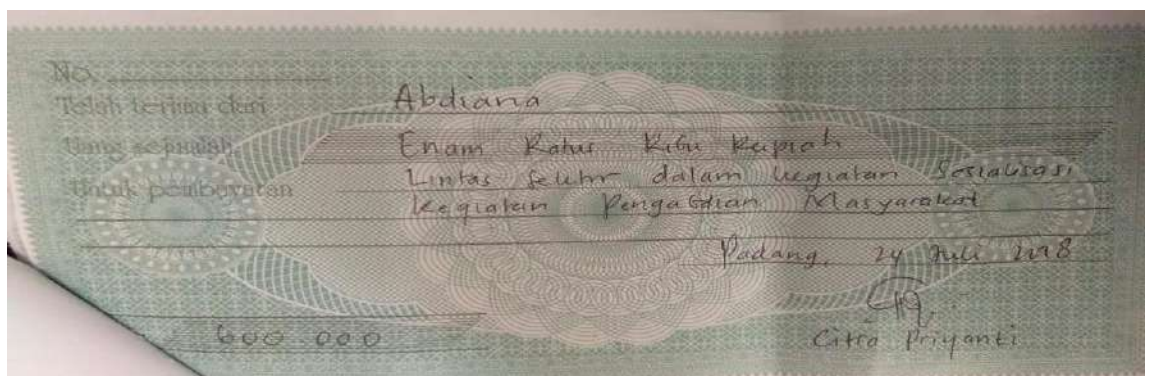 No.
Telah terima dari Abdiana
Uang sejumlah Enam Ratus Ribu Rupiah
Untuk pembayaran Lintas dalam kegiatan Sosialisasi
Kegiatan Pengabdian Masyarakat
Padang, 24 Juli 2018
600 000
Citra Priyanti